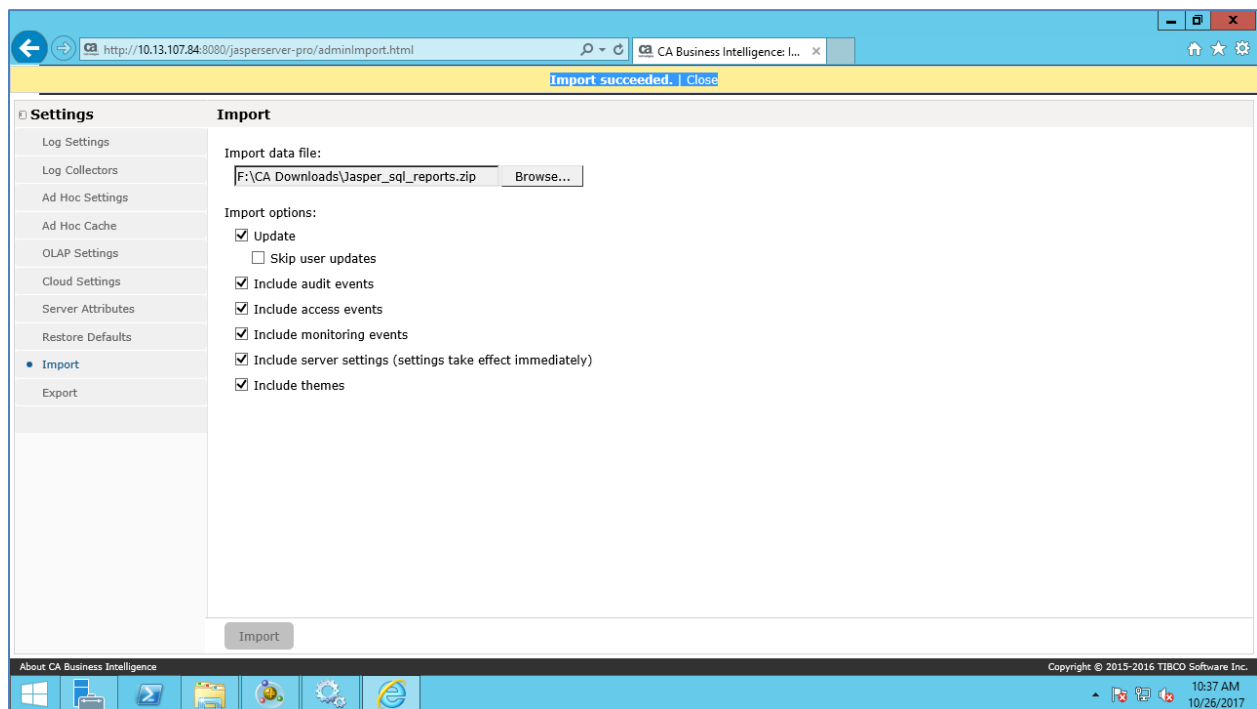 ca http://10.13.107.84:8080/jasperserver-pro/adminImport.html
ca CA Business Intelligence: I...
Import succeeded. | Close
Settings
Log Settings
Log Collectors
Ad Hoc Settings
Ad Hoc Cache
OLAP Settings
Cloud Settings
Server Attributes
Restore Defaults
Import
Export
Import
Import data file:
F:\CA Downloads\Jasper_sql_reports.zip Browse...
Import options:
Update
Skip user updates
Include audit events
Include access events
Include monitoring events
Include server settings (settings take effect immediately)
Include themes
Import
About CA Business Intelligence
Copyright © 2015-2016 TIBCO Software Inc.
10:37 AM
10/26/2017